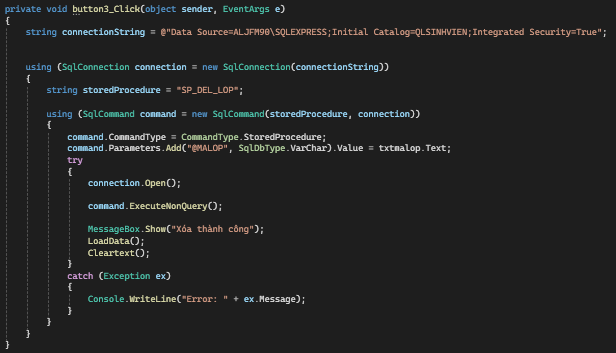 private void button3_Click(object sender, EventArgs e)
{
string connectionString = @"Data Source=ALJFM90\SQLEXPRESS;Initial Catalog=QLSINHVIEN;Integrated Security=True";
using (SqlConnection connection = new SqlConnection(connectionString))
{
string storedProcedure = "SP_DEL_LOP";
using (SqlCommand command = new SqlCommand(storedProcedure, connection))
{
command.CommandType = CommandType.StoredProcedure;
command.Parameters.Add("@MALOP", SqlDbType.VarChar).Value = txtmalop.Text;
try
{
connection.Open();
command.ExecuteNonQuery();
MessageBox.Show("Xóa thành công");
LoadData();
Cleartext();
}
catch (Exception ex)
{
Console.WriteLine("Error: " + ex.Message);
}
}
}
}